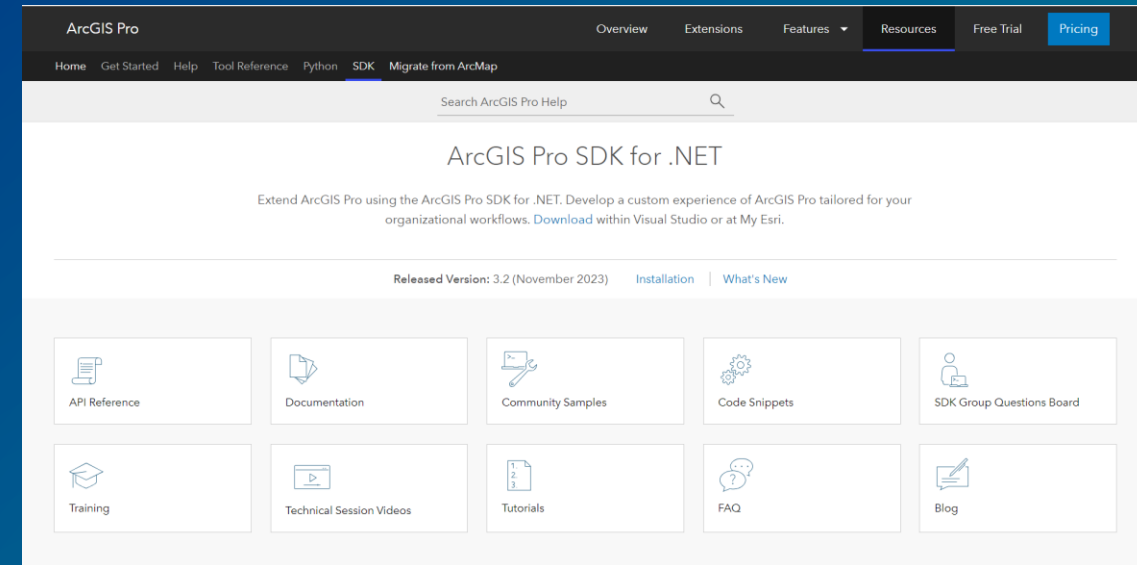 ArcGIS Pro Overview Extensions Features Resources Free Trial Pricing
Home Get Started Help Tool Reference Python SDK Migrate from ArcMap
Search ArcGIS Pro Help
ArcGIS Pro SDK for .NET
Extend ArcGIS Pro using the ArcGIS Pro SDK for .NET. Develop a custom experience of ArcGIS Pro tailored for your
organizational workflows. Download within Visual Studio or at My Esri.
Released Version: 3.2 (November 2023) Installation | What's New
API Reference Documentation Community Samples Code Snippets SDK Group Questions Board
1.
2.
3.
Training Technical Session Videos Tutorials FAQ Blog